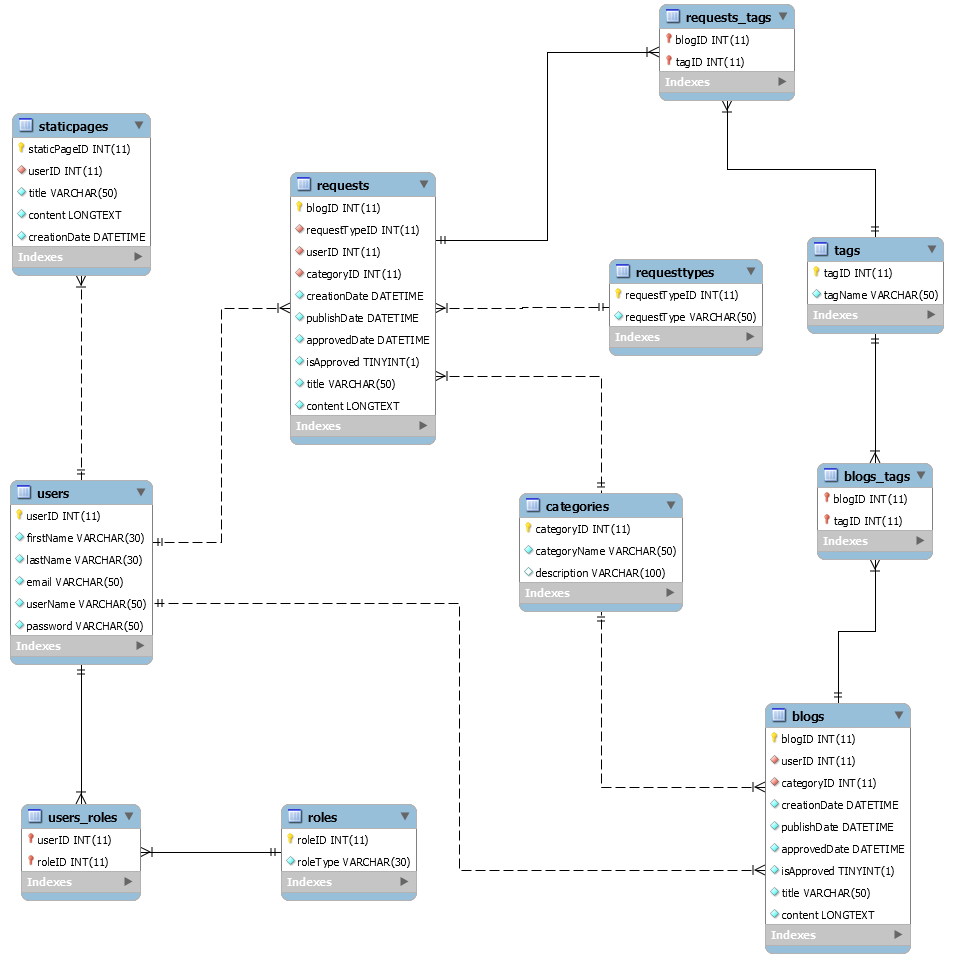 requests_tags
blogID INT(11)
tagID INT(11)
Indexes
staticpages
staticPageID INT(11)
userID INT(11)
title VARCHAR(50)
content LONGTEXT
creationDate DATETIME
Indexes
requests
blogID INT(11)
requestTypeID INT(11)
userID INT(11)
categoryID INT(11)
creationDate DATETIME
publishDate DATETIME
approvedDate DATETIME
isApproved TINYINT(1)
title VARCHAR(50)
content LONGTEXT
Indexes
requesttypes
requestTypeID INT(11)
requestType VARCHAR(50)
Indexes
tags
tagID INT(11)
tagName VARCHAR(50)
Indexes
users
userID INT(11)
firstName VARCHAR(30)
lastName VARCHAR(30)
email VARCHAR(50)
userName VARCHAR(50)
password VARCHAR(50)
Indexes
categories
categoryID INT(11)
categoryName VARCHAR(50)
description VARCHAR(100)
Indexes
blogs_tags
blogID INT(11)
tagID INT(11)
Indexes
users_roles
userID INT(11)
roleID INT(11)
Indexes
roles
roleID INT(11)
roleType VARCHAR(30)
Indexes
blogs
blogID INT(11)
userID INT(11)
categoryID INT(11)
creationDate DATETIME
publishDate DATETIME
approvedDate DATETIME
isApproved TINYINT(1)
title VARCHAR(50)
content LONGTEXT
Indexes